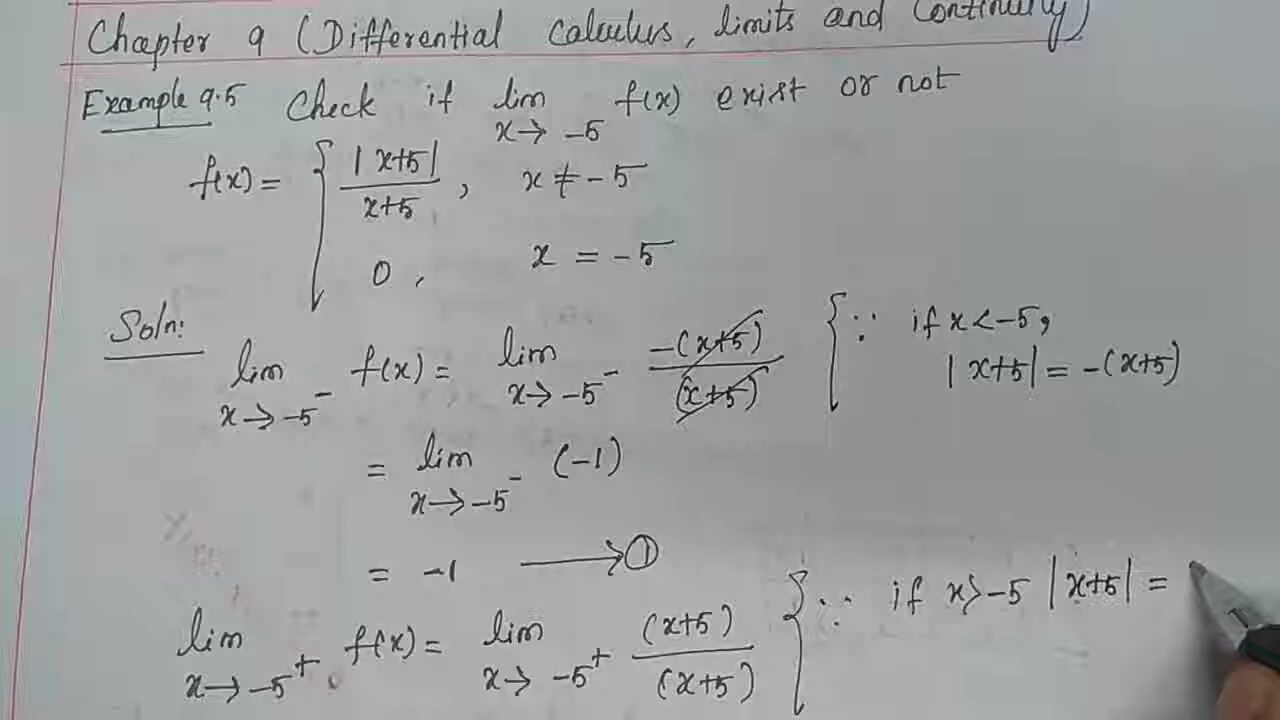 Chapter 9 (Differential Calculus, limits and Continuity)
Example 9.5 Check if lim x→ -5 f(x) exist or not
f(x) = { |x+5| / x+5 , x ≠ -5
0 , x = -5
Soln:
lim x→ -5⁻ f(x) = lim x→ -5⁻ -(x+5) / (x+5) { ∵ if x < -5, |x+5| = -(x+5)
= lim x→ -5⁻ (-1)
= -1 ⟶ ①
lim x→ -5⁺ f(x) = lim x→ -5⁺ (x+5) / (x+5) { ∵ if x > -5 |x+5| =